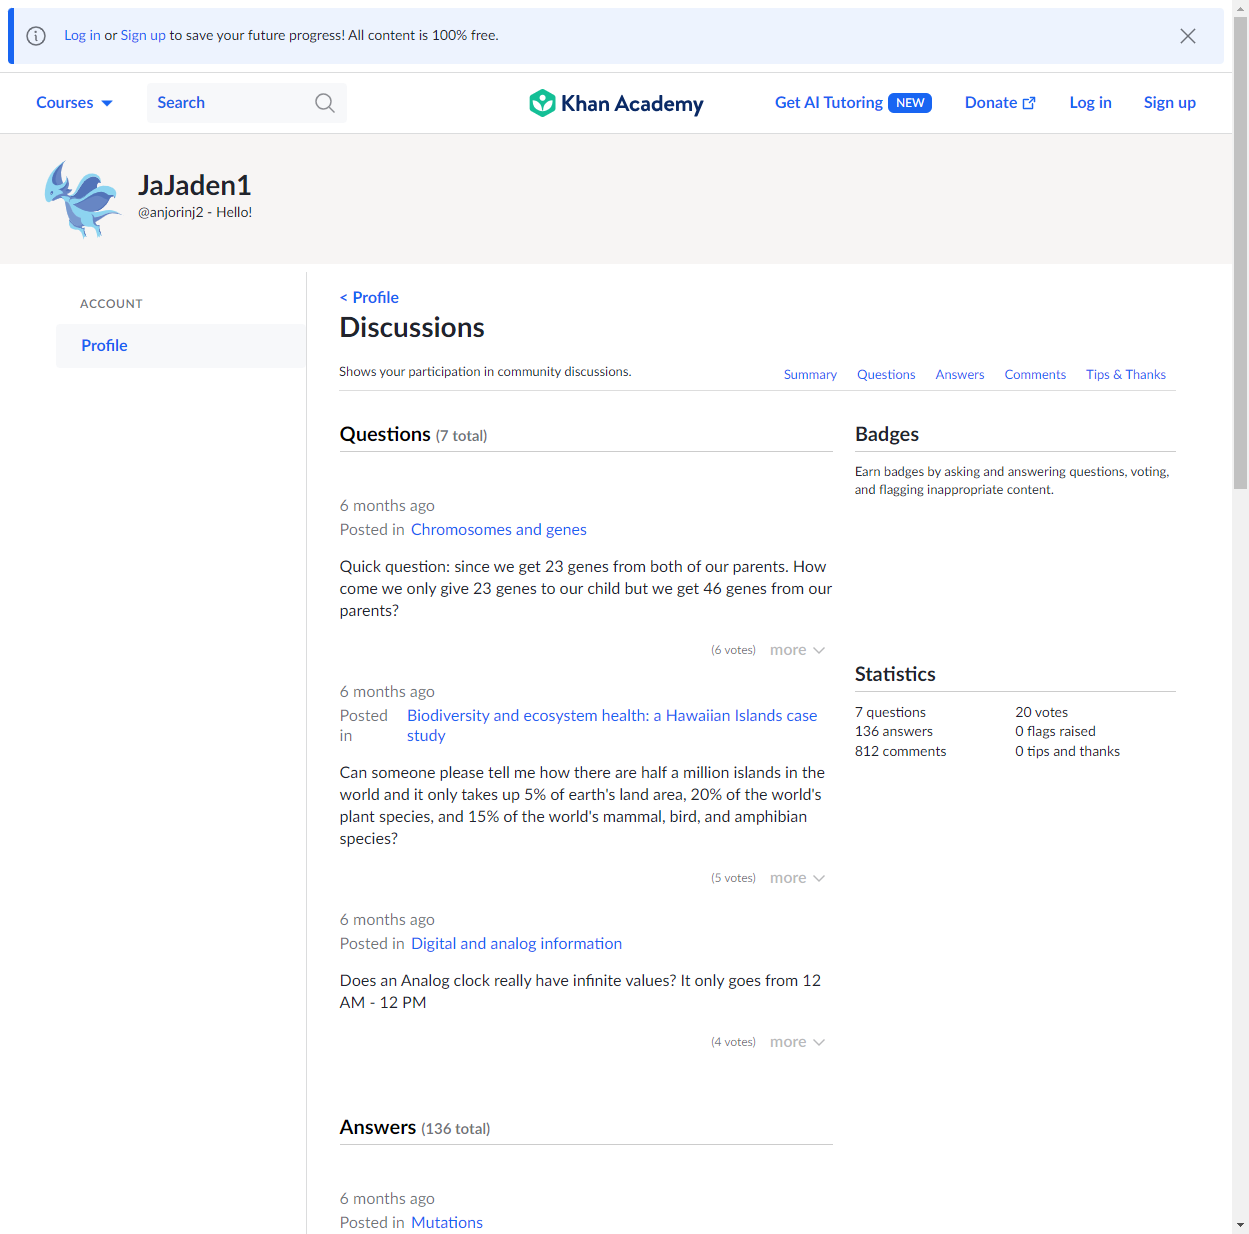 Log in or Sign up to save your future progress! All content is 100% free.
Courses
Search
Khan Academy
Get AI Tutoring NEW
Donate
Log in
Sign up
JaJaden1
@anjorinj2 - Hello!
ACCOUNT
Profile
< Profile
Discussions
Shows your participation in community discussions.
Summary
Questions
Answers
Comments
Tips & Thanks
Questions (7 total)
6 months ago
Posted in Chromosomes and genes
Quick question: since we get 23 genes from both of our parents. How
come we only give 23 genes to our child but we get 46 genes from our
parents?
(6 votes) more
6 months ago
Posted in Biodiversity and ecosystem health: a Hawaiian Islands case
study
Can someone please tell me how there are half a million islands in the
world and it only takes up 5% of earth's land area, 20% of the world's
plant species, and 15% of the world's mammal, bird, and amphibian
species?
(5 votes) more
6 months ago
Posted in Digital and analog information
Does an Analog clock really have infinite values? It only goes from 12
AM - 12 PM
(4 votes) more
Answers (136 total)
6 months ago
Posted in Mutations
Badges
Earn badges by asking and answering questions, voting,
and flagging inappropriate content.
Statistics
7 questions
136 answers
812 comments
20 votes
0 flags raised
0 tips and thanks